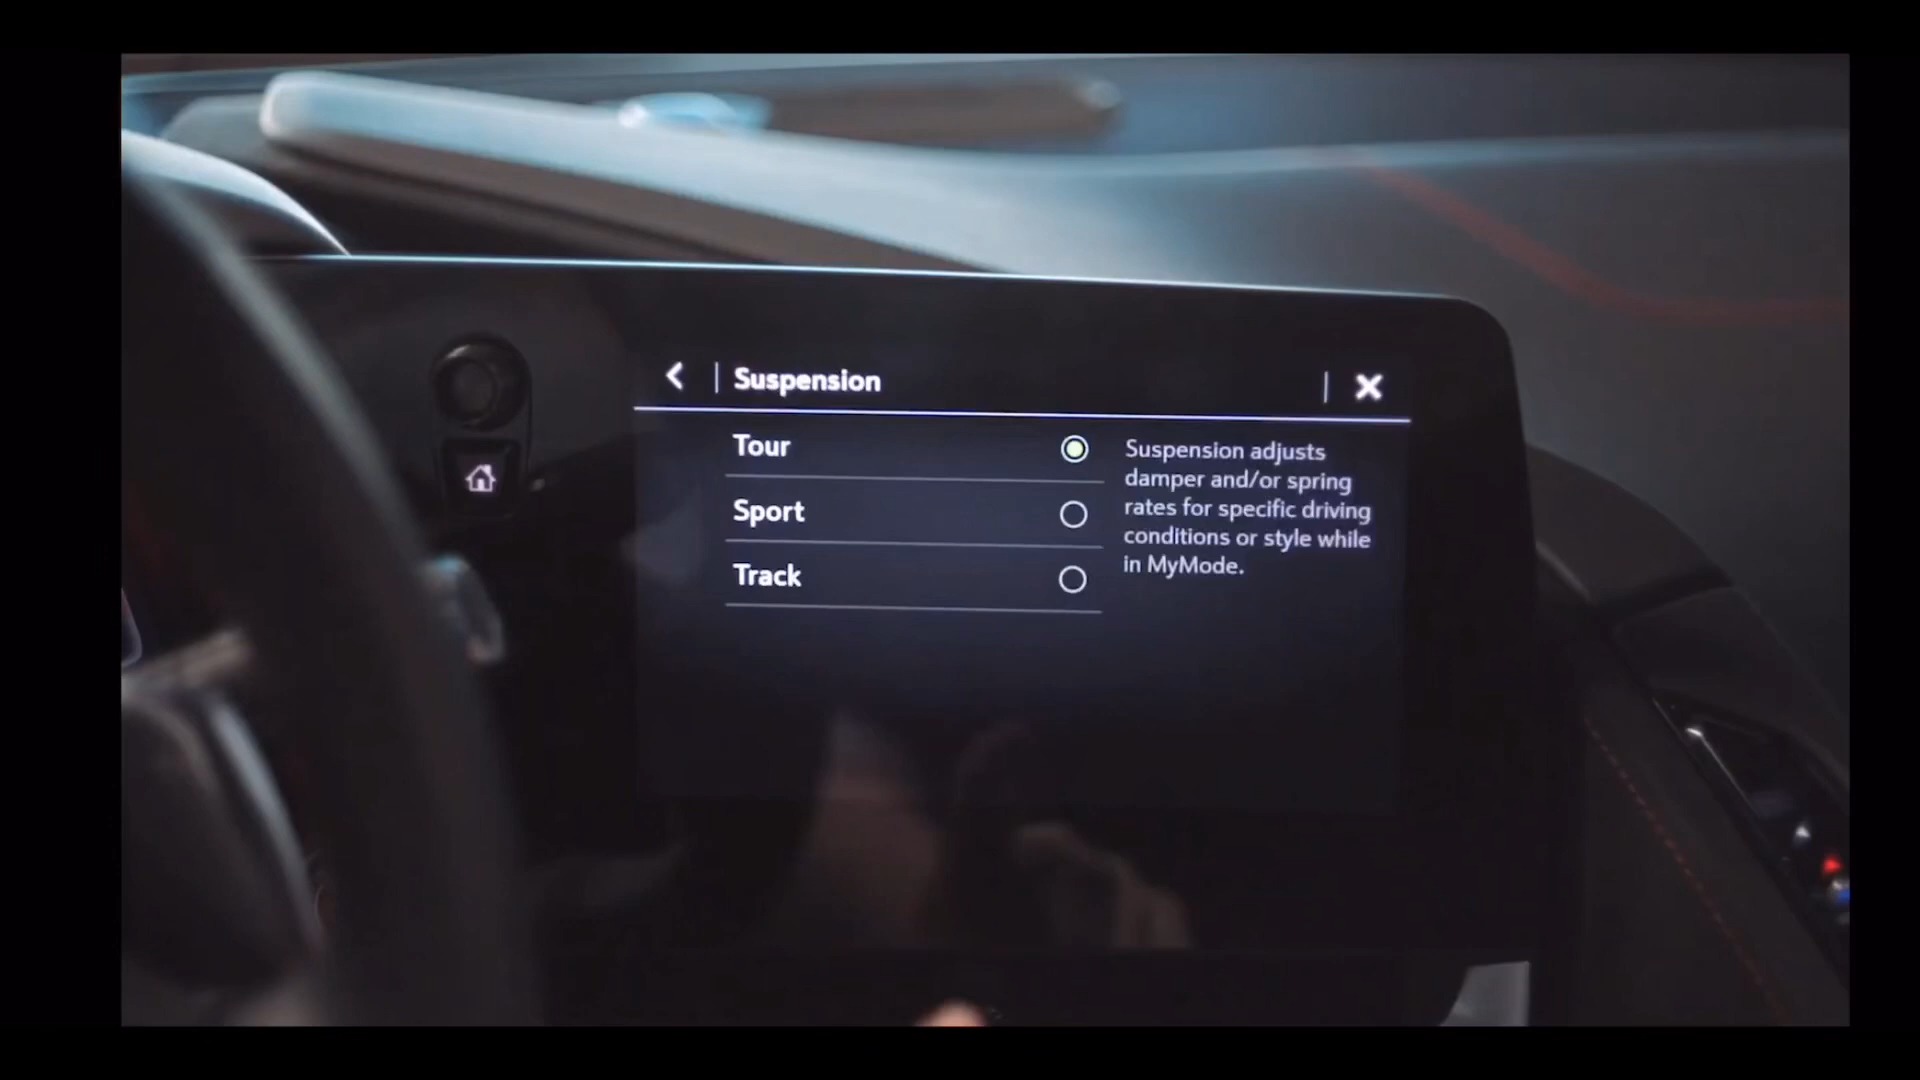 Suspension
Tour
Sport
Track
Suspension adjusts
damper and/or spring
rates for specific driving
conditions or style while
in MyMode.